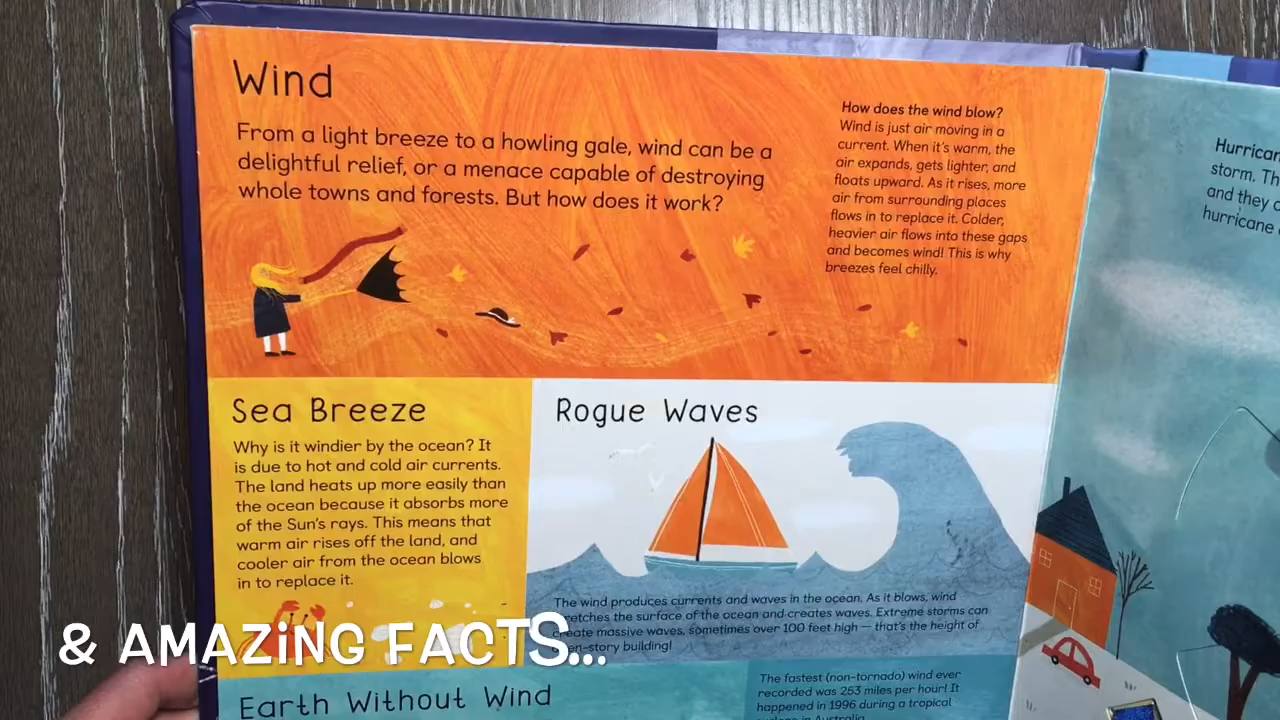 Wind
From a light breeze to a howling gale, wind can be a
delightful relief, or a menace capable of destroying
whole towns and forests. But how does it work?
How does the wind blow?
Wind is just air moving in a
current. When it's warm, the
air expands, gets lighter, and
floats upward. As it rises, more
air from surrounding places
flows in to replace it. Colder,
heavier air flows into these gaps
and becomes wind! This is why
breezes feel chilly.
Sea Breeze
Why is it windier by the ocean? It
is due to hot and cold air currents.
The land heats up more easily than
the ocean because it absorbs more
of the Sun's rays. This means that
warm air rises off the land, and
cooler air from the ocean blows
in to replace it.
Rogue Waves
The wind produces currents and waves in the ocean. As it blows, wind
stretches the surface of the ocean and creates waves. Extreme storms can
create massive waves, sometimes over 100 feet high — that's the height of
story building!
& AMAZiNG FACTS...
Earth Without Wind
The fastest (non-tornado) wind ever
recorded was 253 miles per hour! It
happened in 1996 during a tropical
in Australia
storm. Th
and they
hurricane